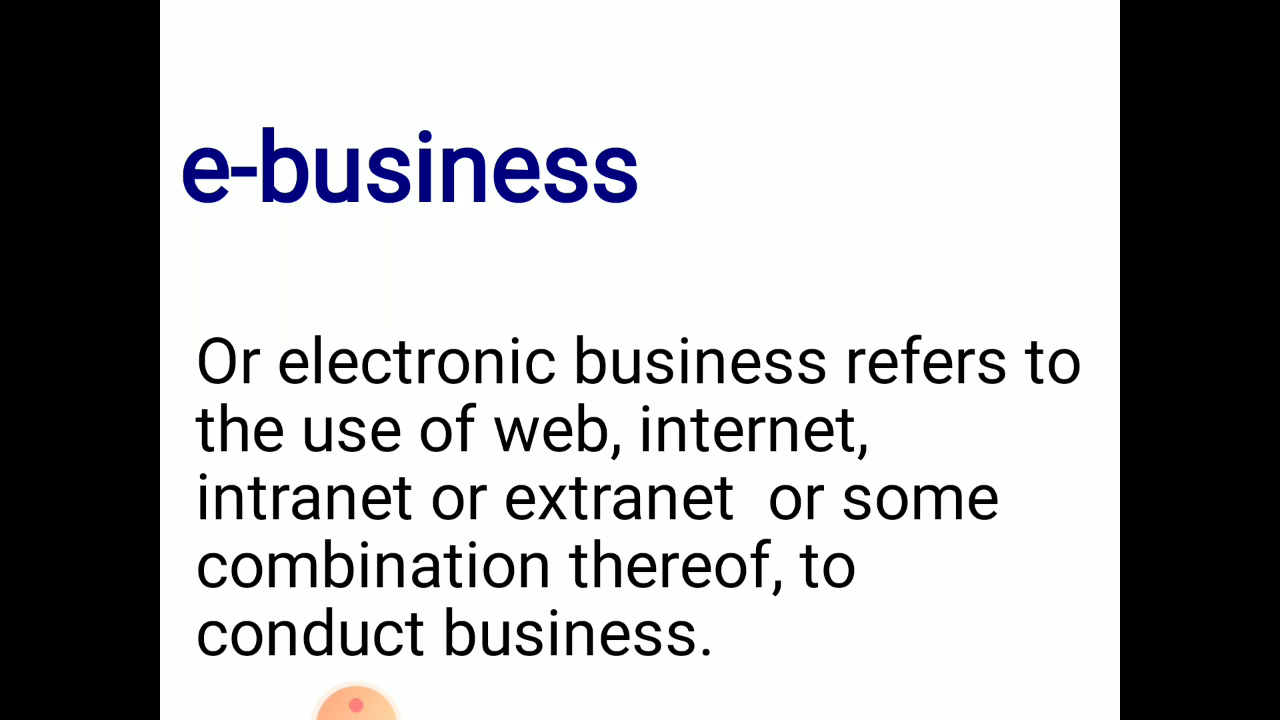 e-business
Or electronic business refers to
the use of web, internet,
intranet or extranet  or some
combination thereof, to
conduct business.